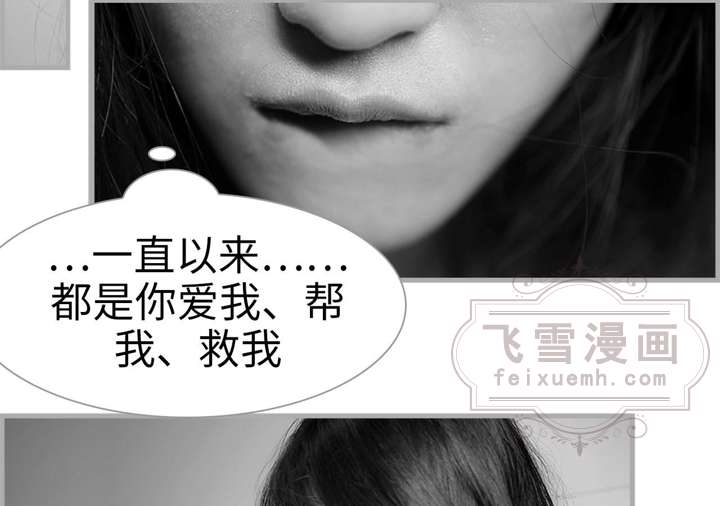 ...一直以来......
都是你爱我、帮
我、救我
飞雪漫画
feixuemh.com